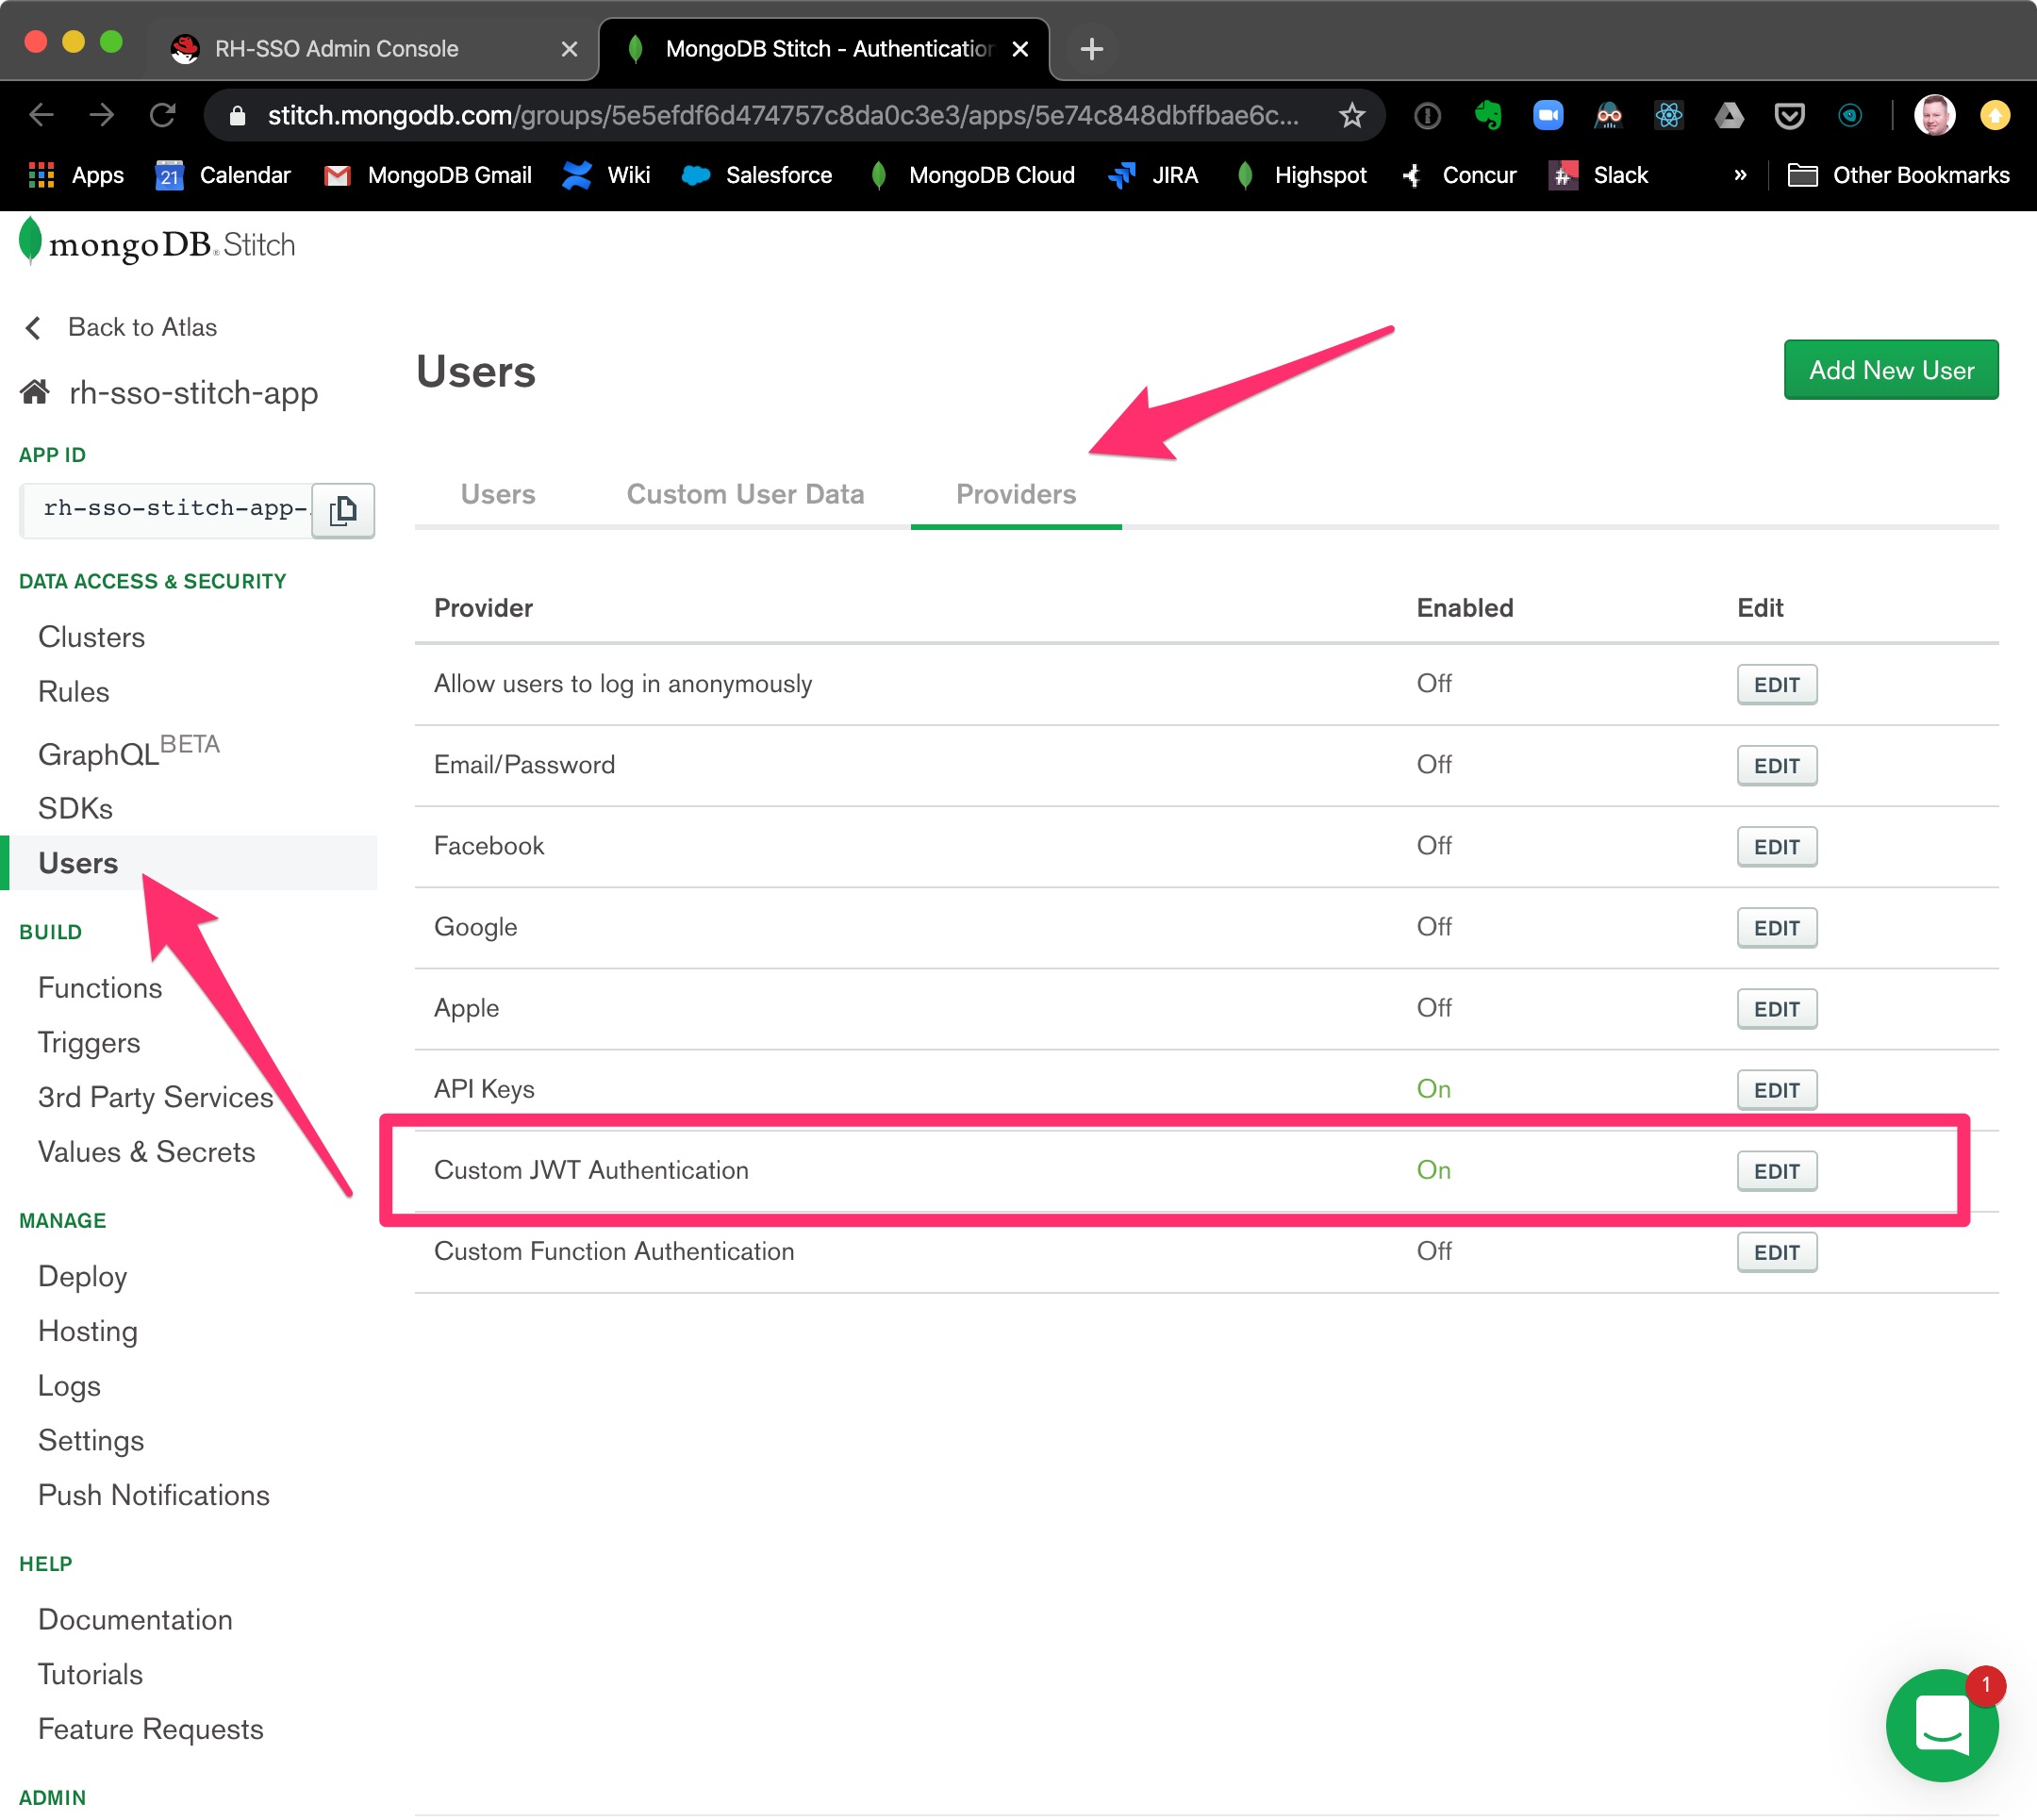 RH-SSO Admin Console
MongoDB Stitch - Authentication
stitch.mongodb.com/groups/5e5efdf6d474757c8da0c3e3/apps/5e74c848dbffbae6c...
Apps
21
Calendar
MongoDB Gmail
Wiki
Salesforce
MongoDB Cloud
JIRA
Highspot
Concur
Slack
»
Other Bookmarks
mongoDB. Stitch
Back to Atlas
rh-sso-stitch-app
APP ID
rh-sso-stitch-app-
DATA ACCESS & SECURITY
Clusters
Rules
GraphQL BETA
SDKs
Users
BUILD
Functions
Triggers
3rd Party Services
Values & Secrets
MANAGE
Deploy
Hosting
Logs
Settings
Push Notifications
HELP
Documentation
Tutorials
Feature Requests
ADMIN
Users
Add New User
Users
Custom User Data
Providers
Provider Enabled Edit
Allow users to log in anonymously Off EDIT
Email/Password Off EDIT
Facebook Off EDIT
Google Off EDIT
Apple Off EDIT
API Keys On EDIT
Custom JWT Authentication On EDIT
Custom Function Authentication Off EDIT
1